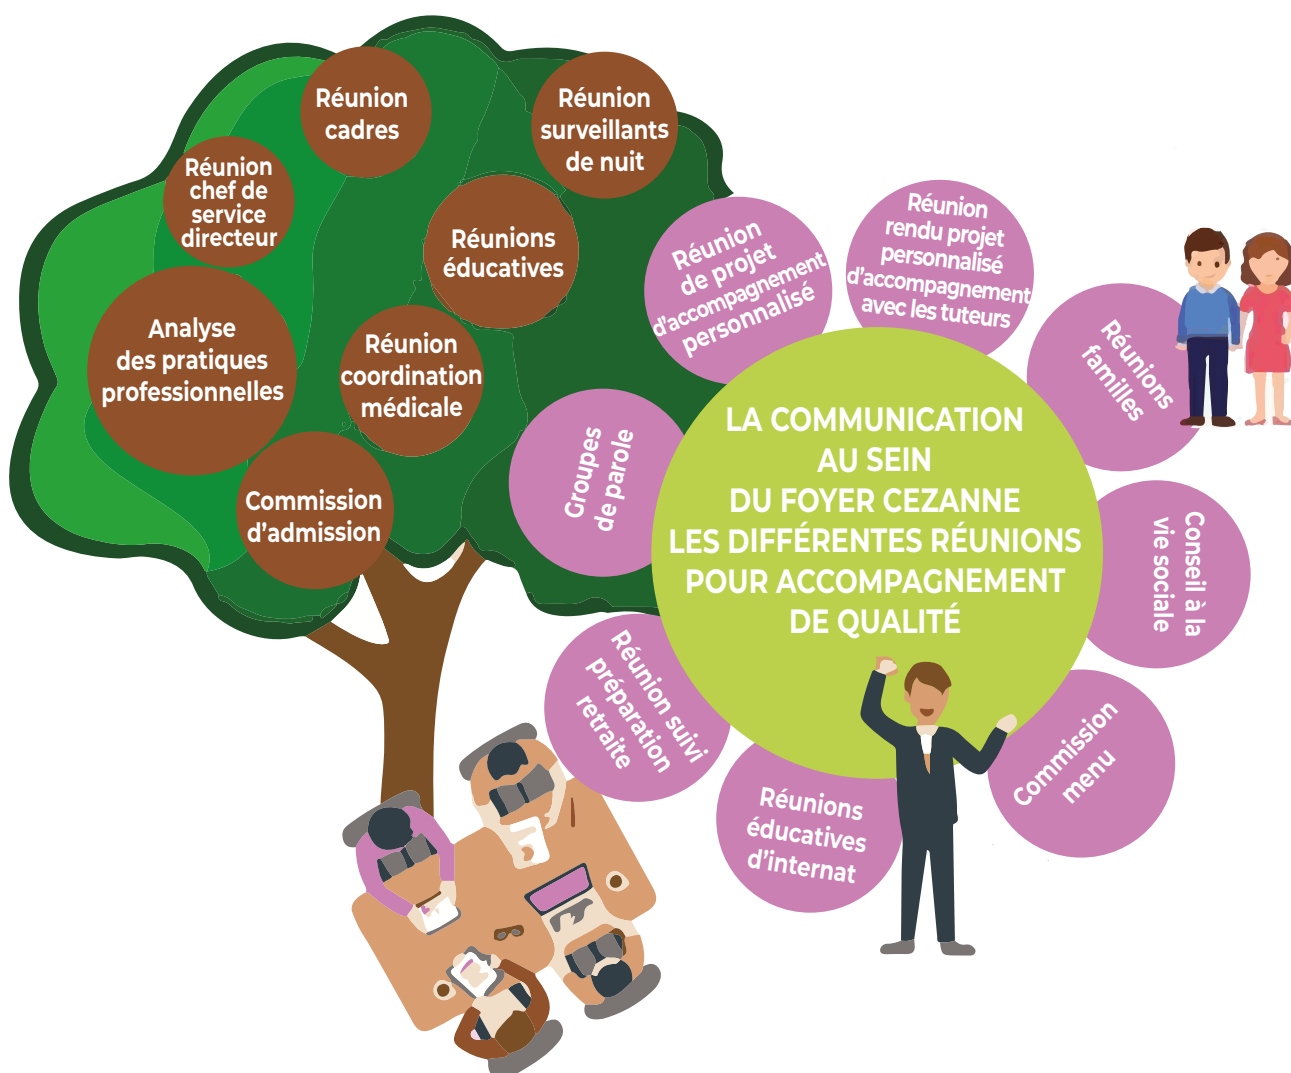 Réunion
cadres
Réunion
surveillants
de nuit
Réunion
chef de
service
directeur
Réunions
éducatives
Analyse
des pratiques
professionnelles
Réunion
coordination
médicale
Commission
d’admission
Réunion
de projet
d’accompagnement
personnalisé
Réunion
rendu projet
personnalisé
d’accompagnement
avec les tuteurs
Réunions
familles
Groupes
de parole
LA COMMUNICATION
AU SEIN
DU FOYER CEZANNE
LES DIFFÉRENTES RÉUNIONS
POUR ACCOMPAGNEMENT
DE QUALITÉ
Conseil à la
vie sociale
Réunion suivi
préparation
retraite
Commission
menu
Réunions
éducatives
d’internat